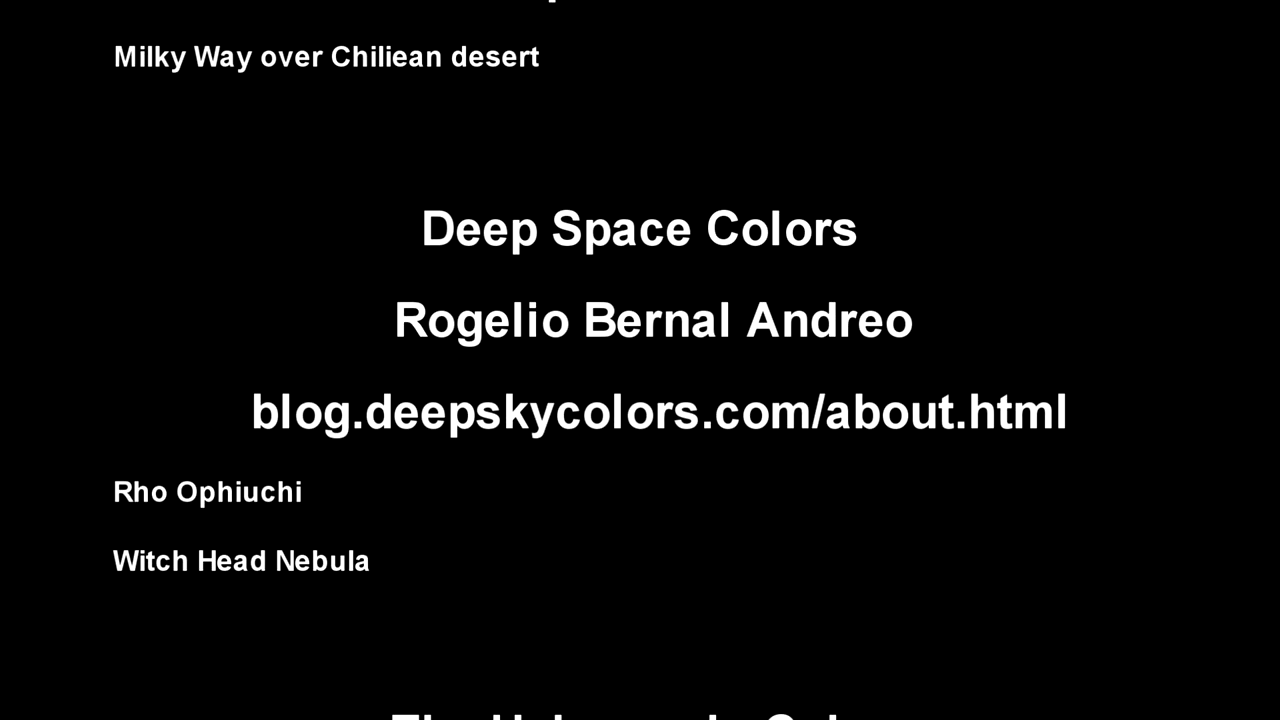 Milky Way over Chiliean desert
Deep Space Colors
Rogelio Bernal Andreo
blog.deepskycolors.com/about.html
Rho Ophiuchi
Witch Head Nebula